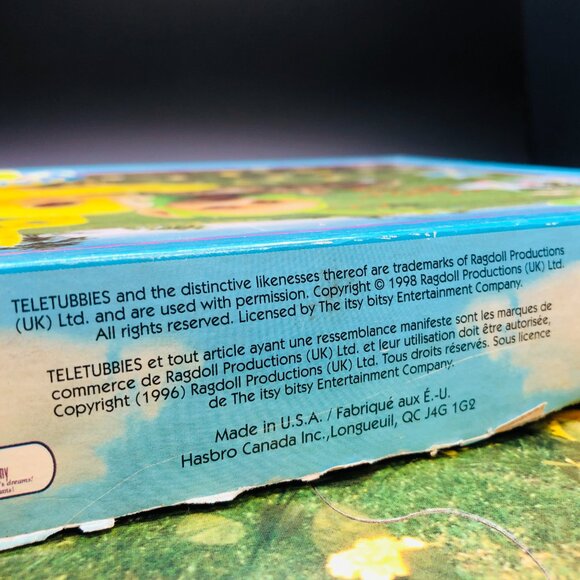 TELETUBBIES and the distinctive likenesses thereof are trademarks of Ragdoll Productions
(UK) Ltd. and are used with permission. Copyright © 1998 Ragdoll Productions (UK) Ltd.
All rights reserved. Licensed by The itsy bitsy Entertainment Company.
TELETUBBIES et tout article ayant une ressemblance manifeste sont les marques de
commerce de Ragdoll Productions (UK) Ltd. et leur utilisation doit être autorisée,
Copyright (1996) Ragdoll Productions (UK) Ltd. Tous droits réservés. Sous licence
de The itsy bitsy Entertainment Company.
Made in U.S.A. / Fabriqué aux É.-U.
Hasbro Canada Inc.,Longueuil, QC J4G 1G2
dreams!